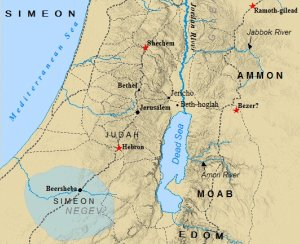 SIMEON
Ramoth-gilead
Mediterranean Sea
Jordan River
Jabbok River
Shechem
AMMON
Bethel
Jericho
Beth-hoglah
Jerusalem
Bezer?
JUDAH
Hebron
Dead Sea
Arnon River
Beersheba
SIMEON
NEGEV
MOAB
EDOM